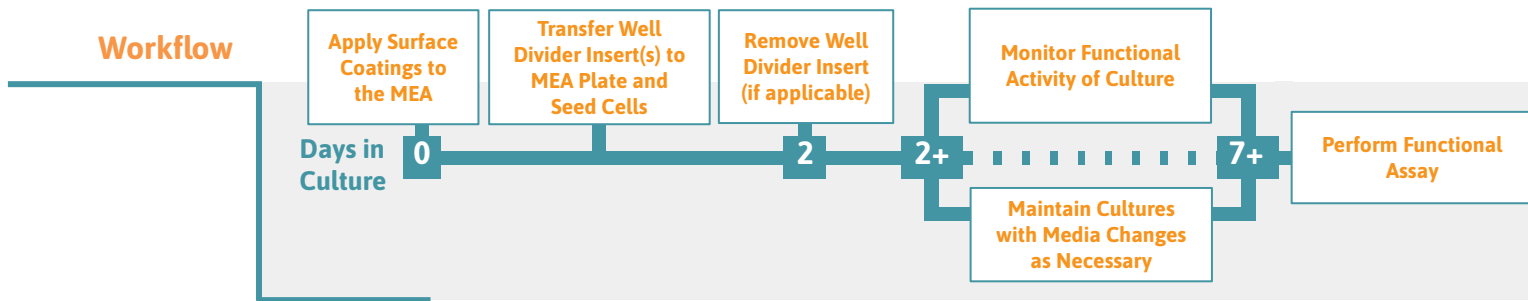 Workflow
Apply Surface
Coatings to
the MEA
Transfer Well
Divider Insert(s) to
MEA Plate and
Seed Cells
Remove Well
Divider Insert
(if applicable)
Monitor Functional
Activity of Culture
Days in
Culture
0
2
2+
7+
Perform Functional
Assay
Maintain Cultures
with Media Changes
as Necessary